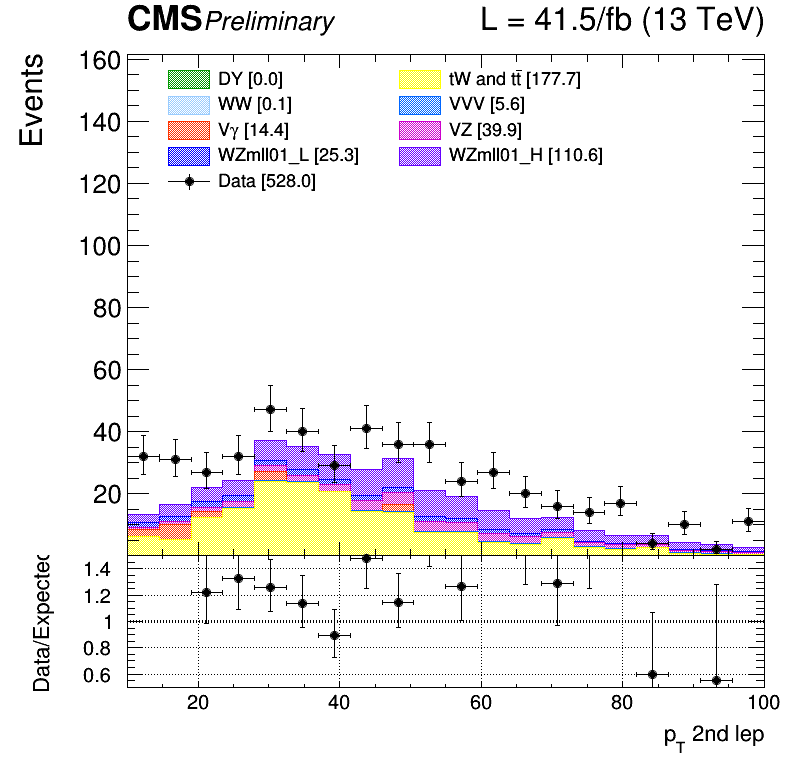 CMS Preliminary L = 41.5/fb (13 TeV)
Events
160
140
120
100
80
60
40
20
DY [0.0]
WW [0.1]
Vγ [14.4]
WZmll01_L [25.3]
Data [528.0]
tW and tt̄ [177.7]
VVV [5.6]
VZ [39.9]
WZmll01_H [110.6]
Data/Expected
1.4
1.2
1
0.8
0.6
20 40 60 80 100
p_T 2nd lep